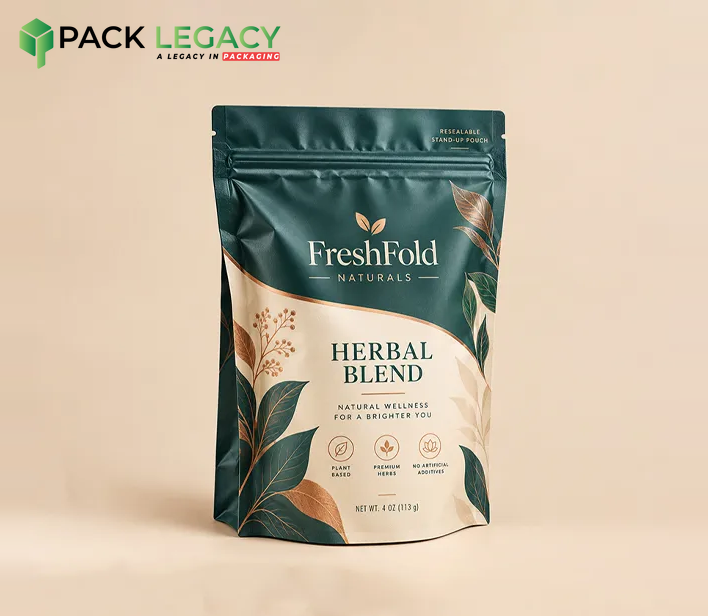 PACK LEGACY
A LEGACY IN PACKAGING
RESEALABLE
STAND-UP POUCH
FreshFold
NATURALS
HERBAL
BLEND
NATURAL WELLNESS
FOR A BRIGHTER YOU
PLANT
BASED
PREMIUM
HERBS
NO ARTIFICIAL
ADDITIVES
NET WT. 4 OZ (113 g)